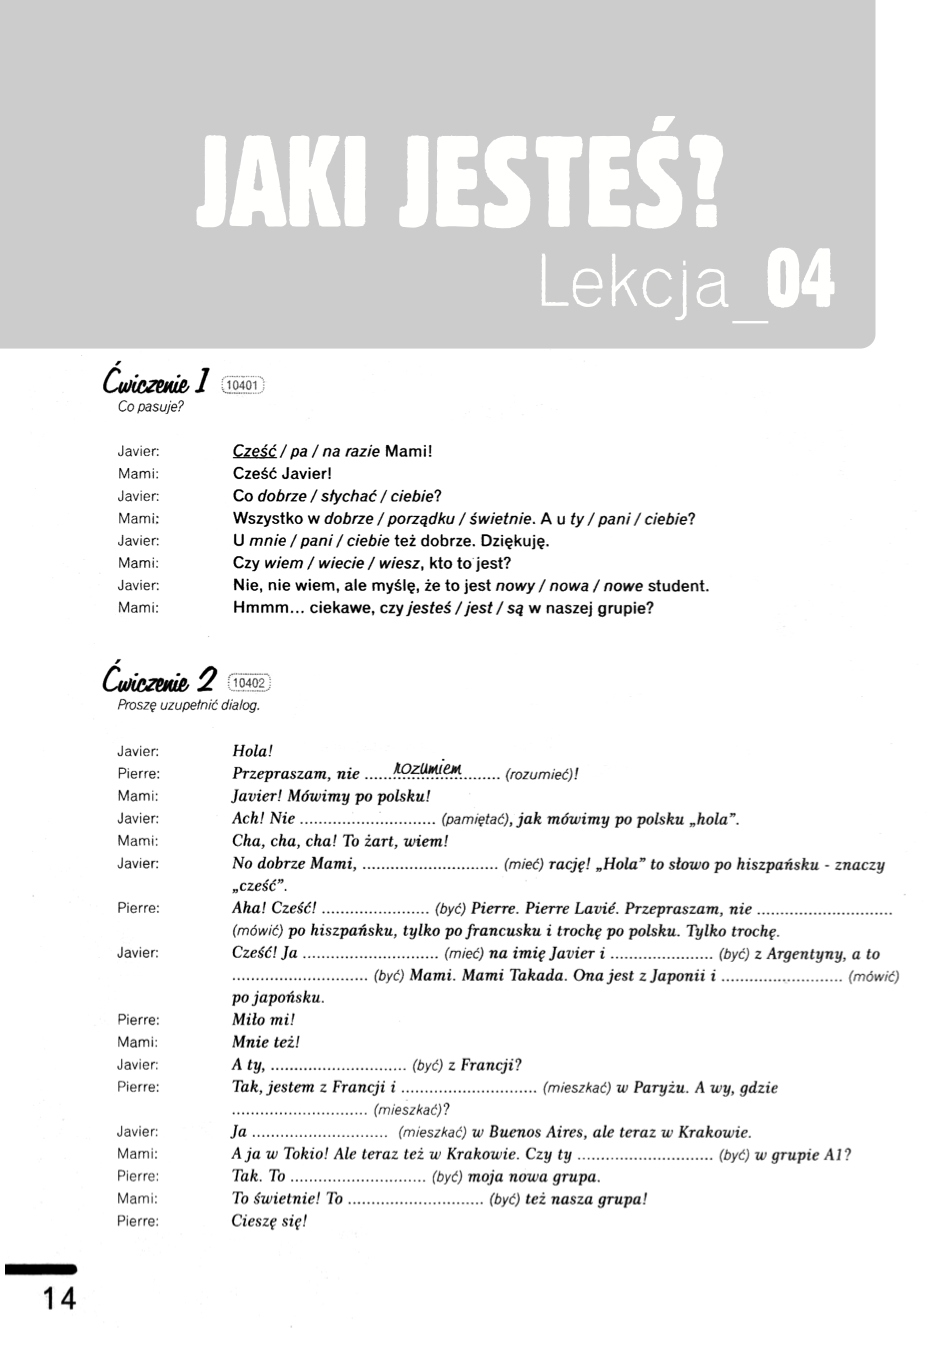 JAKI JESTEŚ?
Lekcja_04
Ćwiczenie 1 10401
Co pasuje?
Javier: Cześć / pa / na razie Mami!
Mami: Cześć Javier!
Javier: Co dobrze / słychać / ciebie?
Mami: Wszystko w dobrze / porządku / świetnie. A u ty / pani / ciebie?
Javier: U mnie / pani / ciebie też dobrze. Dziękuję.
Mami: Czy wiem / wiecie / wiesz, kto to jest?
Javier: Nie, nie wiem, ale myślę, że to jest nowy / nowa / nowe student.
Mami: Hmmm... ciekawe, czy jesteś / jest / są w naszej grupie?
Ćwiczenie 2 10402
Proszę uzupełnić dialog.
Javier: Hola!
Pierre: Przepraszam, nie ......rozumiem........ (rozumieć)!
Mami: Javier! Mówimy po polsku!
Javier: Ach! Nie ............................. (pamiętać), jak mówimy po polsku „hola”.
Mami: Cha, cha, cha! To żart, wiem!
Javier: No dobrze Mami, ............................. (mieć) rację! „Hola” to słowo po hiszpańsku - znaczy
„cześć”.
Pierre: Aha! Cześć! ....................... (być) Pierre. Pierre Lavié. Przepraszam, nie .............................
(mówić) po hiszpańsku, tylko po francusku i trochę po polsku. Tylko trochę.
Javier: Cześć! Ja ............................. (mieć) na imię Javier i ...................... (być) z Argentyny, a to
............................. (być) Mami. Mami Takada. Ona jest z Japonii i .......................... (mówić)
po japońsku.
Pierre: Miło mi!
Mami: Mnie też!
Javier: A ty, ............................. (być) z Francji?
Pierre: Tak, jestem z Francji i ............................. (mieszkać) w Paryżu. A wy, gdzie
............................. (mieszkać)?
Javier: Ja ............................. (mieszkać) w Buenos Aires, ale teraz w Krakowie.
Mami: A ja w Tokio! Ale teraz też w Krakowie. Czy ty ............................. (być) w grupie A1?
Pierre: Tak. To ............................. (być) moja nowa grupa.
Mami: To świetnie! To ............................. (być) też nasza grupa!
Pierre: Cieszę się!
14